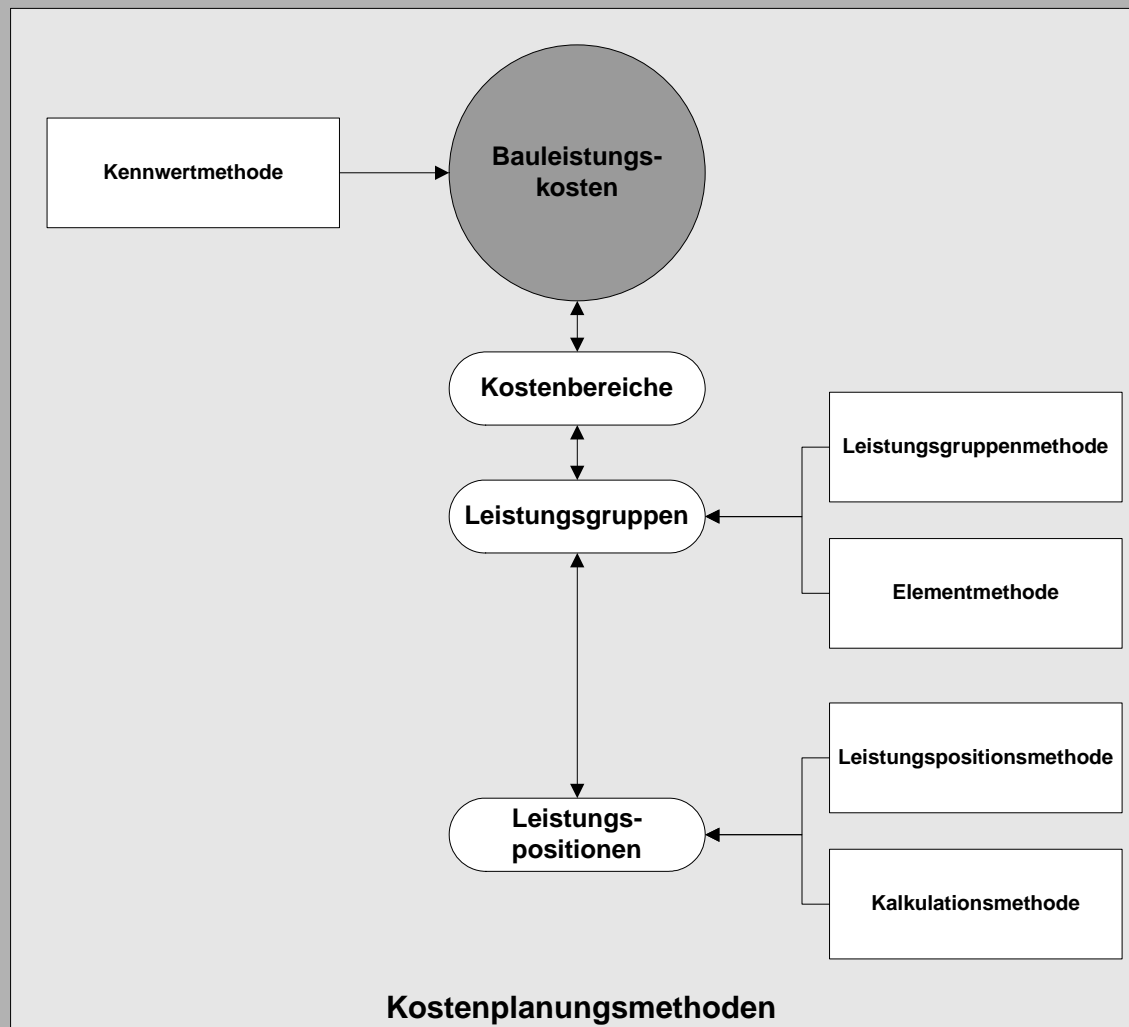 Kennwertmethode
Bauleistungs-
kosten
Kostenbereiche
Leistungsgruppen
Leistungsgruppenmethode
Elementmethode
Leistungspositionsmethode
Leistungs-
positionen
Kalkulationsmethode
Kostenplanungsmethoden